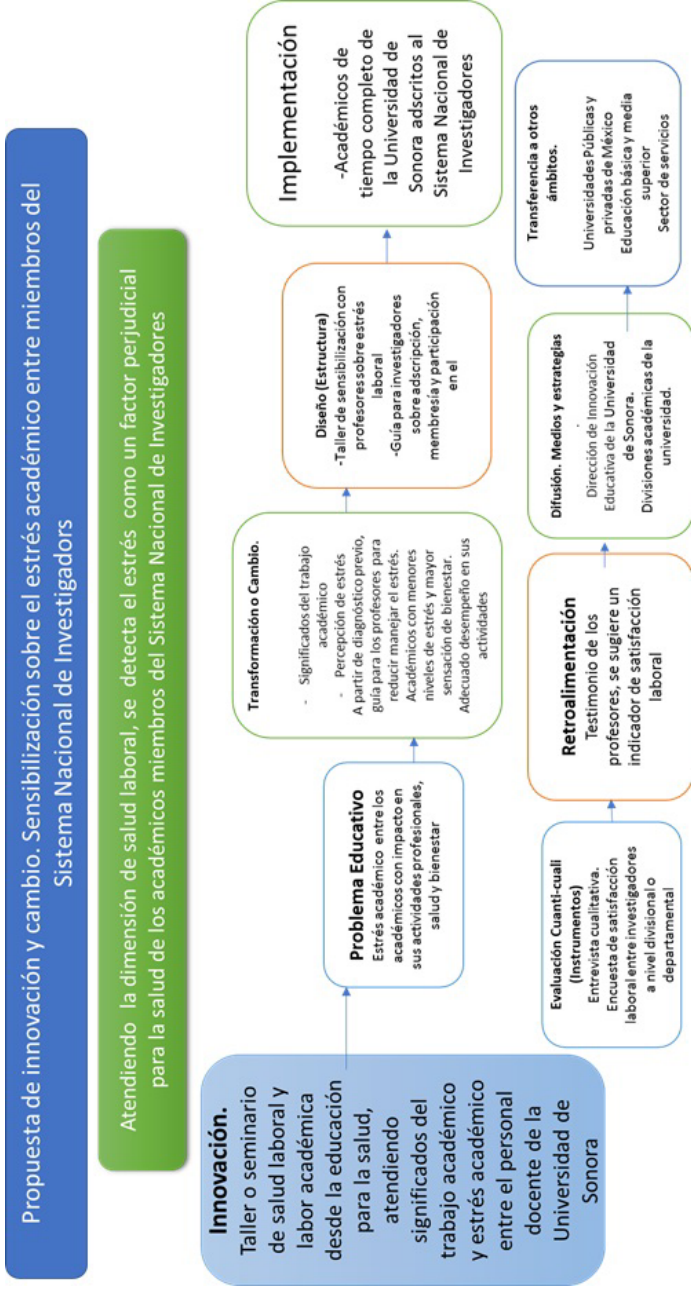 Propuesta de innovación y cambio. Sensibilización sobre el estrés académico entre miembros del
Sistema Nacional de Investigadors
Atendiendo la dimensión de salud laboral, se detecta el estrés como un factor perjudicial
para la salud de los académicos miembros del Sistema Nacional de Investigadores
Innovación.
Taller o seminario
de salud laboral y
labor académica
desde la educación
para la salud,
atendiendo
significados del
trabajo académico
y estrés académico
entre el personal
docente de la
Universidad de
Sonora
Problema Educativo
Estrés académico entre los
académicos con impacto en
sus actividades profesionales,
salud y bienestar
Transformación o Cambio.
- Significados del trabajo
académico
- Percepción de estrés
A partir de diagnóstico previo,
guía para los profesores para
reducir manejar el estrés.
Académicos con menores
niveles de estrés y mayor
sensación de bienestar.
Adecuado desempeño en sus
actividades
Diseño (Estructura)
-Taller de sensibilización con
profesores sobre estrés
laboral
-Guía para investigadores
sobre adscripción,
membresía y participación
en el
Implementación
-Académicos de
tiempo completo de
la Universidad de
Sonora adscritos al
Sistema Nacional de
Investigadores
Evaluación Cuanti-cuali
(Instrumentos)
Entrevista cualitativa.
Encuesta de satisfacción
laboral entre investigadores
a nivel divisional o
departamental
Retroalimentación
Testimonio de los
profesores, se sugiere un
indicador de satisfacción
laboral
Difusión. Medios y estrategias
Dirección de Innovación
Educativa de la Universidad
de Sonora.
Divisiones académicas de la
universidad.
Transferencia a otros
ámbitos.
Universidades Públicas y
privadas de México
Educación básica y media
superior
Sector de servicios